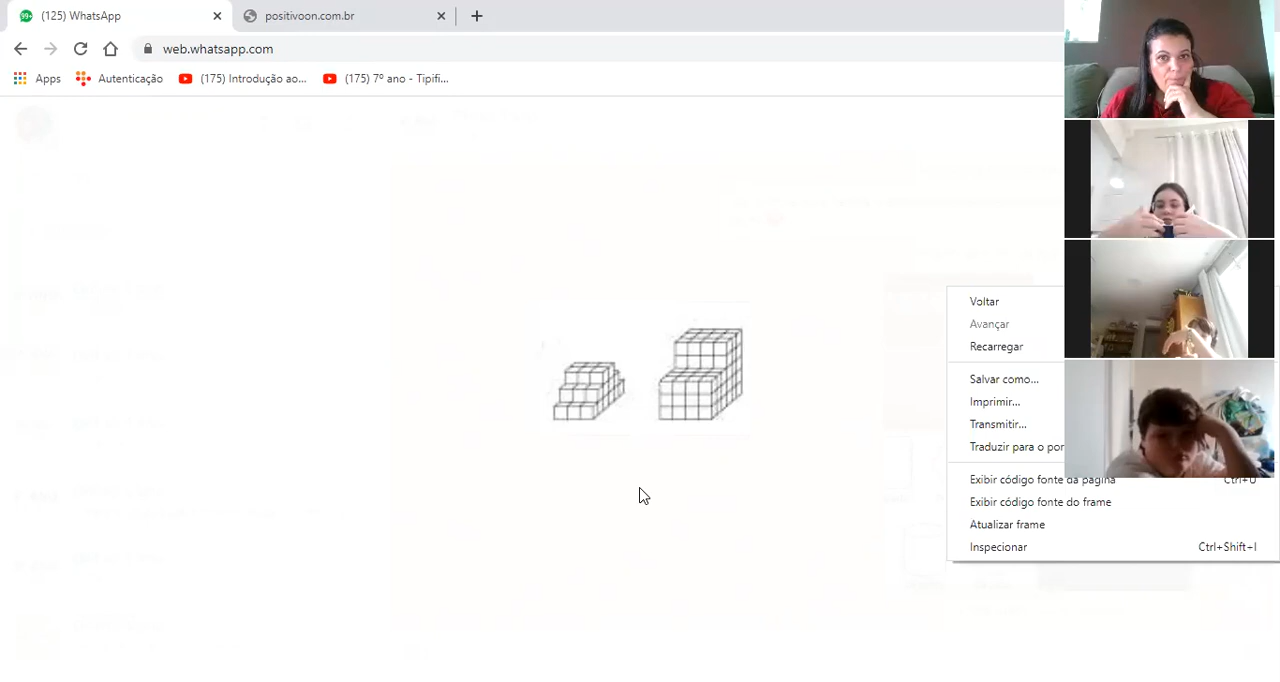 99+ (125) WhatsApp
positivoon.com.br
web.whatsapp.com
Apps
Autenticação
(175) Introdução ao...
(175) 7º ano - Tipifi...
Voltar
Avançar
Recarregar
Salvar como...
Imprimir...
Transmitir...
Traduzir para o por
Exibir código fonte da página Ctrl+U
Exibir código fonte do frame
Atualizar frame
Inspecionar Ctrl+Shift+I